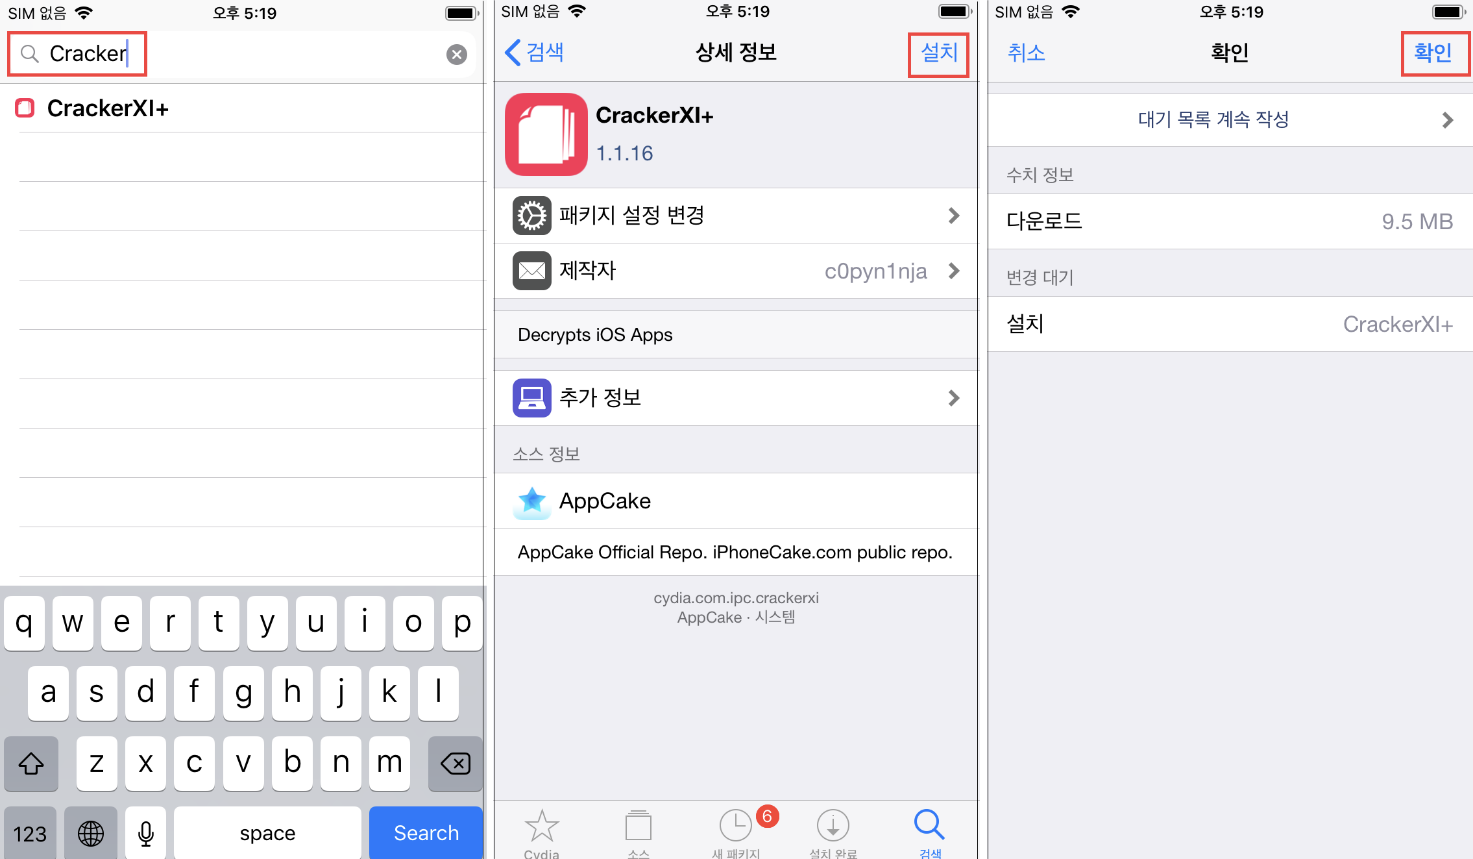 SIM 없음 오후 5:19
Cracker
CrackerXI+
q w e r t y u i o p
a s d f g h j k l
z x c v b n m
123 space Search
SIM 없음 오후 5:19
검색 상세 정보 설치
CrackerXI+
1.1.16
패키지 설정 변경
제작자 c0pyn1nja
Decrypts iOS Apps
추가 정보
소스 정보
AppCake
AppCake Official Repo. iPhoneCake.com public repo.
cydia.com.ipc.crackerxi
AppCake · 시스템
6
Cydia 소스 새 패키지 설치 완료 검색
SIM 없음 오후 5:19
취소 확인 확인
대기 목록 계속 작성
수치 정보
다운로드 9.5 MB
변경 대기
설치 CrackerXI+